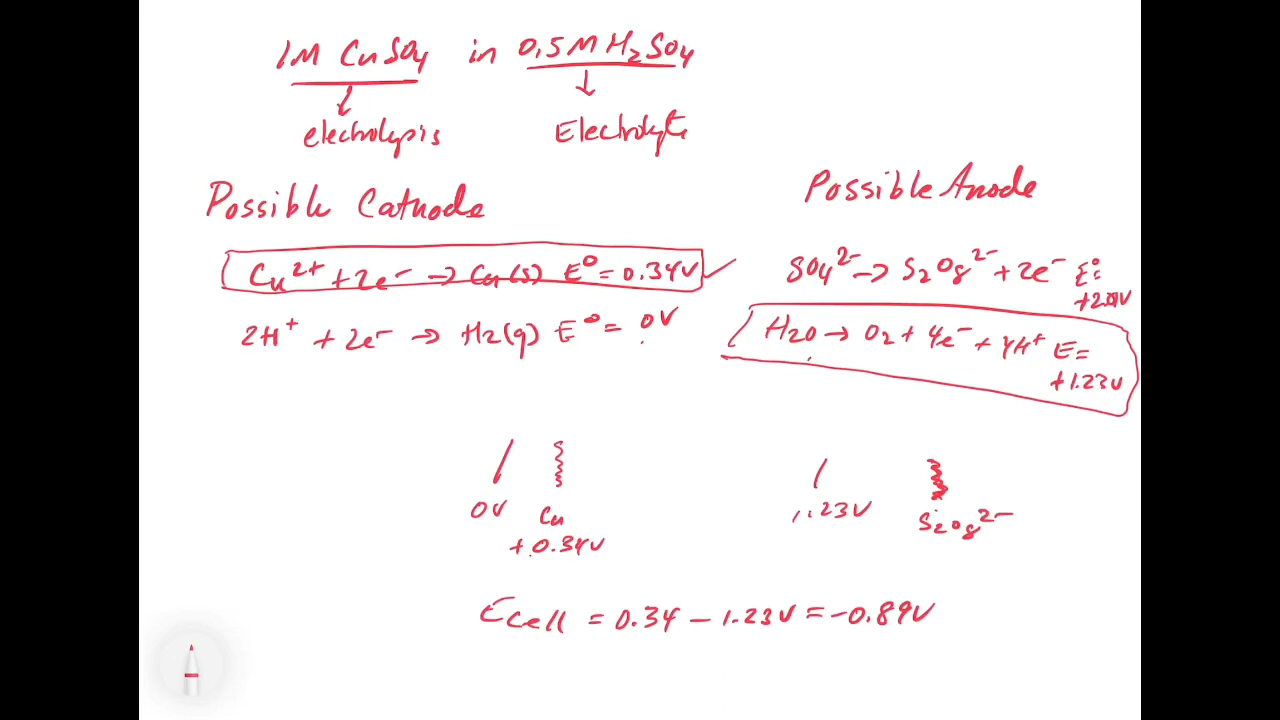 1M CuSO4 in 0.5M H2SO4
electrolysis Electrolyte
Possible Cathode
Possible Anode
Cu2+ + 2e- → Cu(s) E° = 0.34V
SO4 2- → S2O8 2- + 2e- E°=
+2.01V
2H+ + 2e- → H2(g) E° = 0V
H2O → O2 + 4e- + 4H+ E=
+1.23V
0V Cu
+0.34V
1.23V S2O8 2-
Ecell = 0.34 - 1.23V = -0.89V